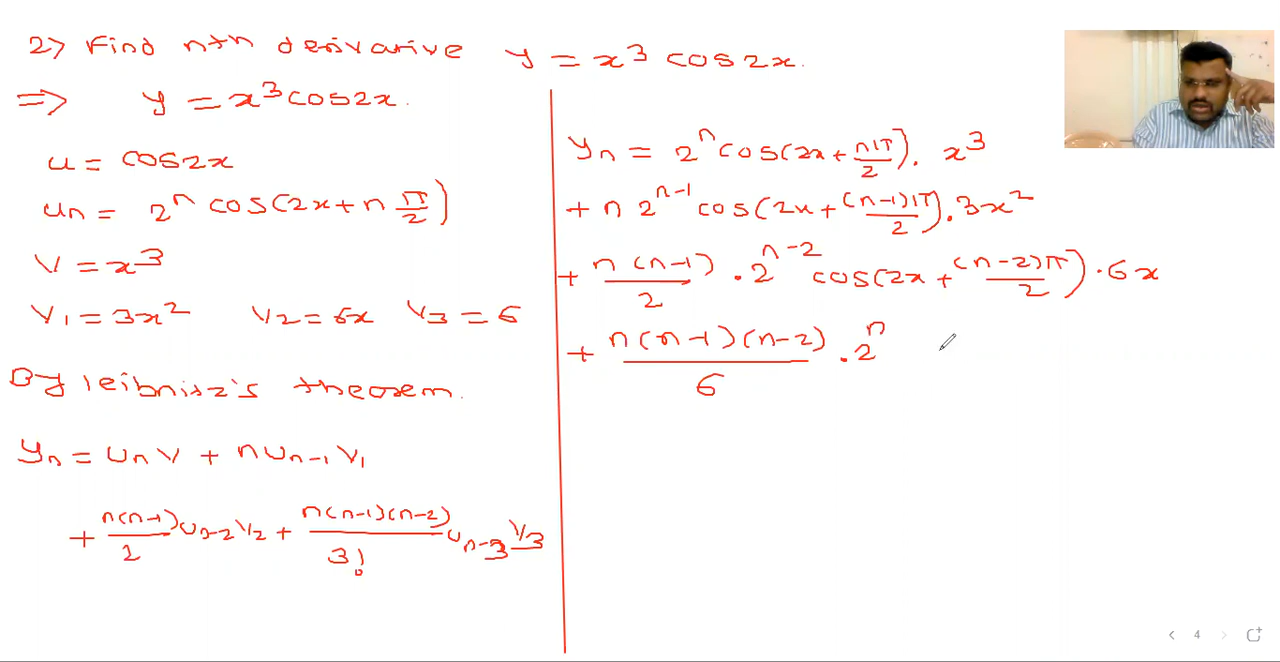 2) Find nth derivative y = x³ cos2x.
⇒ y = x³cos2x.
u = cos2x
un = 2ⁿ cos(2x + n π/2)
V = x³
V₁ = 3x² V₂ = 6x V₃ = 6
By leibnitz's theorem.
yn = UnV + nUn-1V₁
+ n(n-1)/2 Un-2V₂ + n(n-1)(n-2)/3! Un-3V₃
yn = 2ⁿ cos(2x + nπ/2). x³
+ n 2ⁿ⁻¹ cos(2x + (n-1)π/2).3x²
+ n(n-1)/2 . 2ⁿ⁻² cos(2x + (n-2)π/2).6x
+ n(n-1)(n-2)/6 .2ⁿ
< 4 >